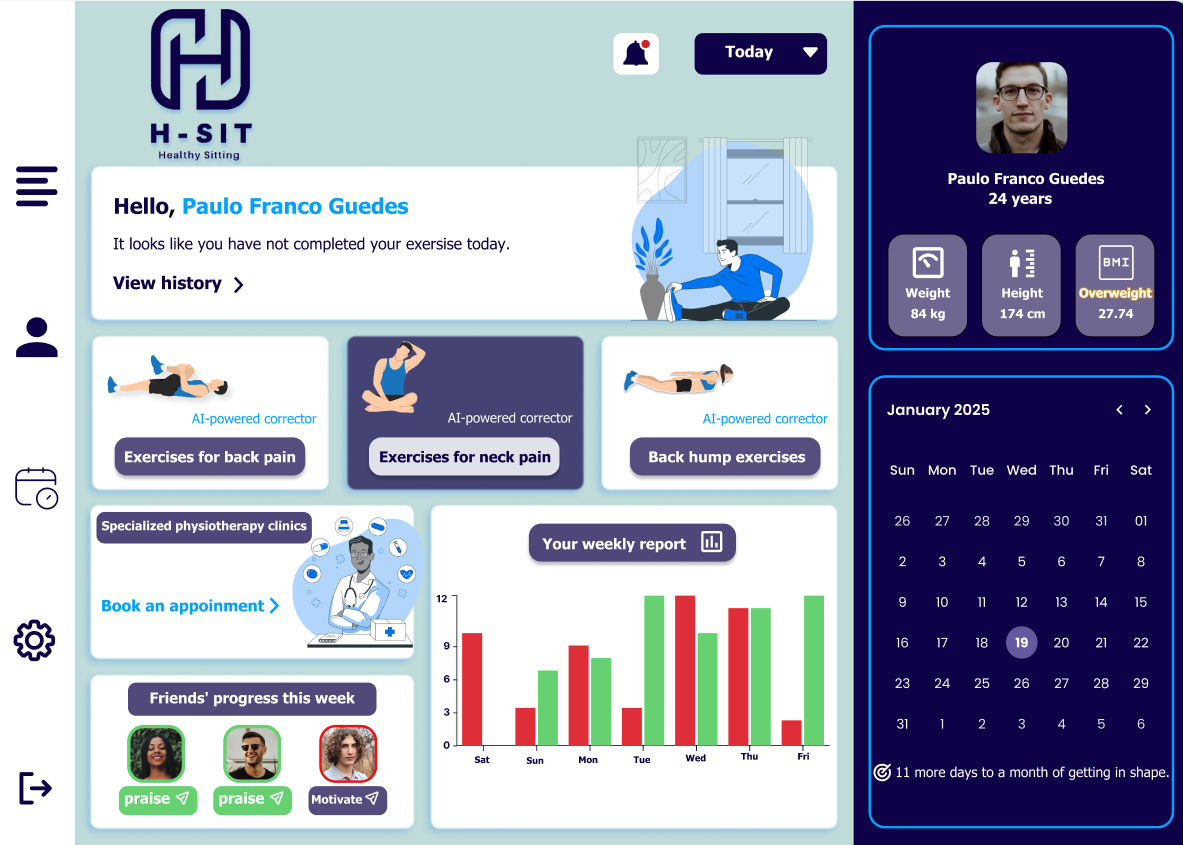 H-SIT
Healthy Sitting
Today
Hello, Paulo Franco Guedes
It looks like you have not completed your exersise today.
View history
AI-powered corrector
Exercises for back pain
AI-powered corrector
Exercises for neck pain
AI-powered corrector
Back hump exercises
Specialized physiotherapy clinics
Book an appoinment
Friends' progress this week
praise
praise
Motivate
Your weekly report
12
9
6
3
0
Sat Sun Mon Tue Wed Thu Fri
Paulo Franco Guedes
24 years
Weight
84 kg
Height
174 cm
BMI
Overweight
27.74
January 2025
Sun Mon Tue Wed Thu Fri Sat
26 27 28 29 30 31 01
2 3 4 5 6 7 8
9 10 11 12 13 14 15
16 17 18 19 20 21 22
23 24 25 26 27 28 29
31 1 2 3 4 5 6
11 more days to a month of getting in shape.